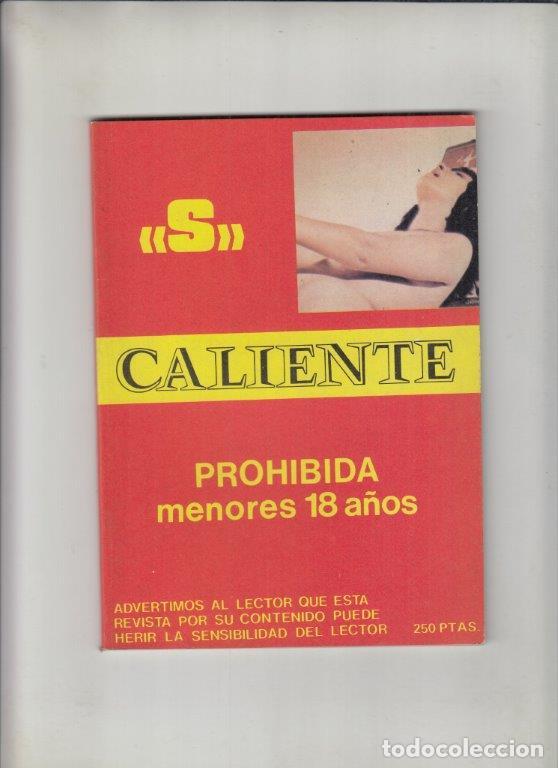 «S»
CALIENTE
PROHIBIDA
menores 18 años
ADVERTIMOS AL LECTOR QUE ESTA
REVISTA POR SU CONTENIDO PUEDE
HERIR LA SENSIBILIDAD DEL LECTOR 250 PTAS.
todocoleccion